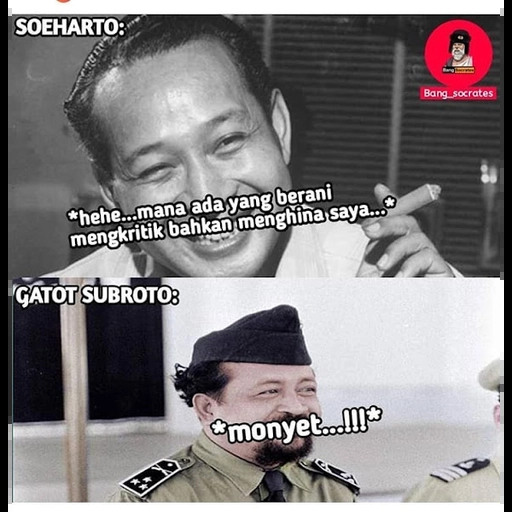 SOEHARTO:
Bang_socrates
*hehe...mana ada yang berani
mengkritik bahkan menghina saya...*
GATOT SUBROTO:
*monyet...!!!*